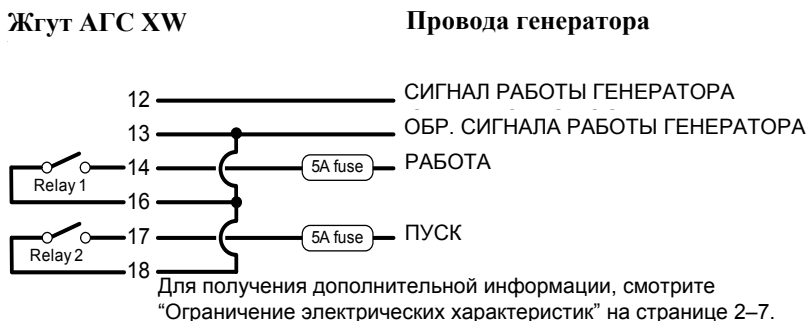 Жгут АГС XW Провода генератора
12 СИГНАЛ РАБОТЫ ГЕНЕРАТОРА
13 ОБР. СИГНАЛА РАБОТЫ ГЕНЕРАТОРА
14 5A fuse РАБОТА
Relay 1
16
17 5A fuse ПУСК
Relay 2
18
Для получения дополнительной информации, смотрите
“Ограничение электрических характеристик” на странице 2–7.